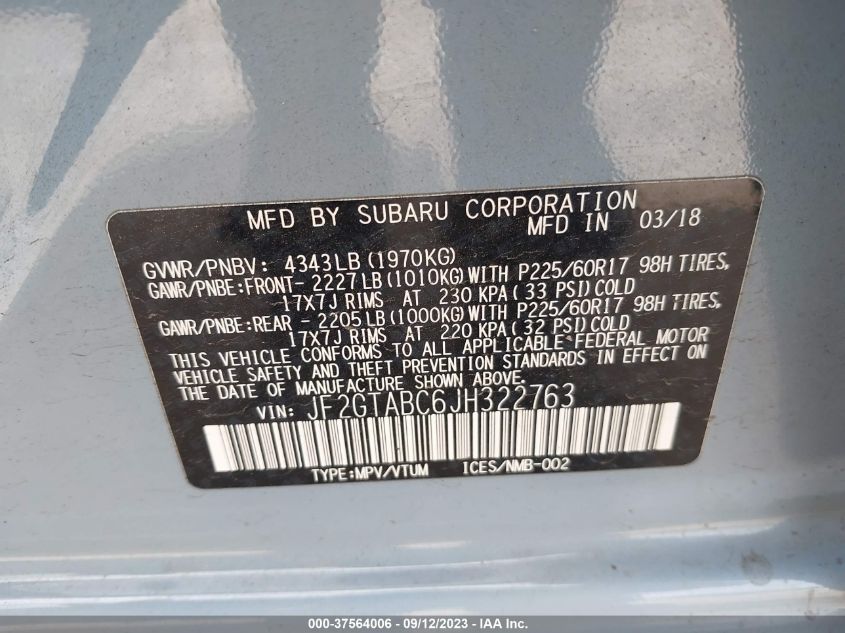 MFD BY SUBARU CORPORATION
MFD IN 03/18
GVWR/PNBV: 4343LB (1970KG)
GAWR/PNBE:FRONT- 2227 LB (1010KG) WITH P225/60R17 98H TIRES,
17X7J RIMS AT 230 KPA ( 33 PSI) COLD
GAWR/PNBE:REAR - 2205 LB (1000KG) WITH P225/60R17 98H TIRES,
17X7J RIMS AT 220 KPA ( 32 PSI) COLD
THIS VEHICLE CONFORMS TO ALL APPLICABLE FEDERAL MOTOR
VEHICLE SAFETY AND THEFT PREVENTION STANDARDS IN EFFECT ON
THE DATE OF MANUFACTURE SHOWN ABOVE.
VIN: JF2GTABC6JH322763
TYPE:MPV/VTUM ICES/NMB-002
000-37564006 - 09/12/2023 - IAA Inc.